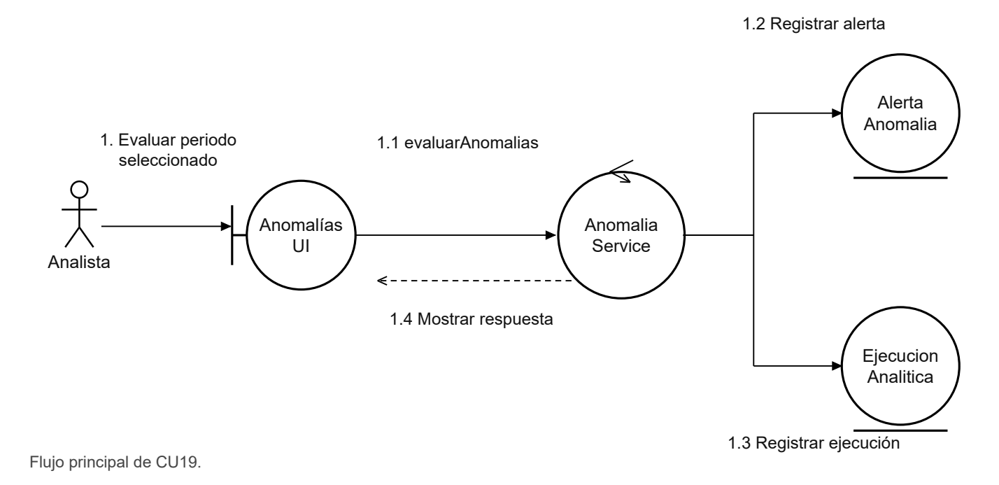 1.2 Registrar alerta
Alerta
Anomalia
1. Evaluar periodo
seleccionado
1.1 evaluarAnomalias
Analista
Anomalías
UI
Anomalia
Service
1.4 Mostrar respuesta
Ejecucion
Analitica
1.3 Registrar ejecución
Flujo principal de CU19.